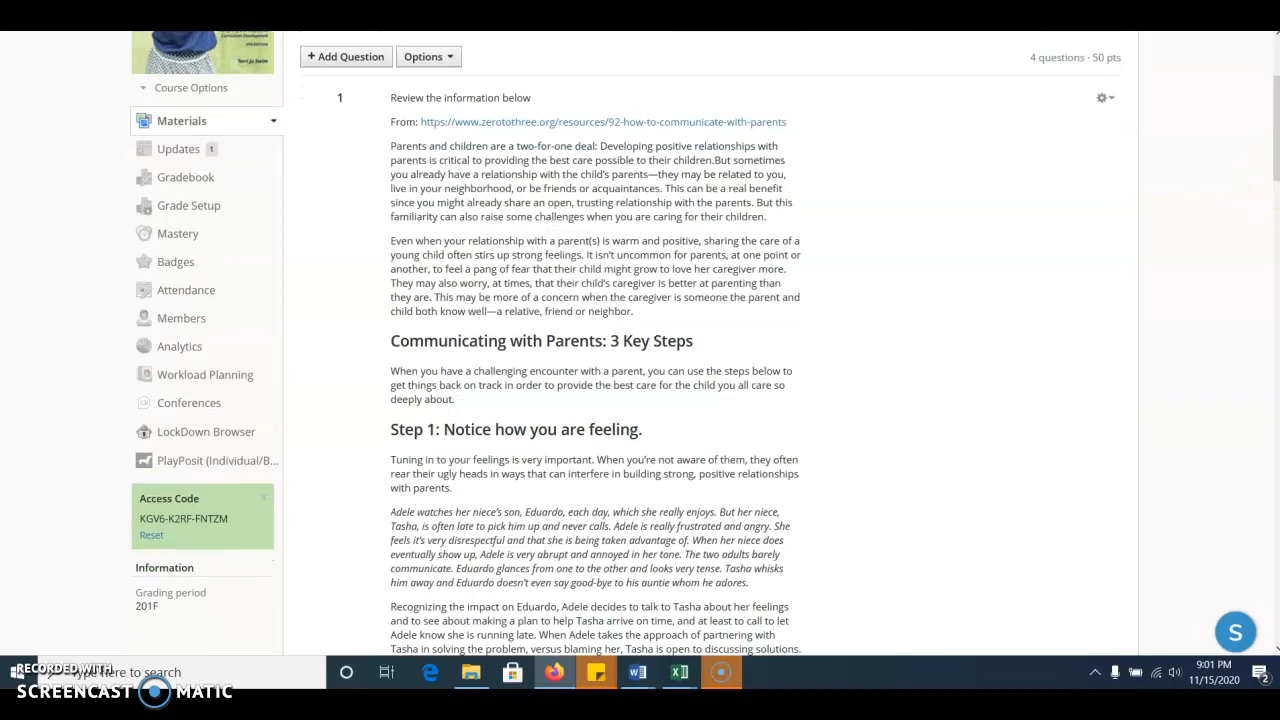 Curriculum Development
Terri Jo Swim
Course Options
Materials
Updates 1
Gradebook
Grade Setup
Mastery
Badges
Attendance
Members
Analytics
Workload Planning
Conferences
LockDown Browser
PlayPosit (Individual/B...
Access Code
KGV6-K2RF-FNTZM
Reset
Information
Grading period
201F
+ Add Question
Options
4 questions · 50 pts
1
Review the information below
From: https://www.zerotothree.org/resources/92-how-to-communicate-with-parents
Parents and children are a two-for-one deal: Developing positive relationships with
parents is critical to providing the best care possible to their children.But sometimes
you already have a relationship with the child's parents—they may be related to you,
live in your neighborhood, or be friends or acquaintances. This can be a real benefit
since you might already share an open, trusting relationship with the parents. But this
familiarity can also raise some challenges when you are caring for their children.
Even when your relationship with a parent(s) is warm and positive, sharing the care of a
young child often stirs up strong feelings. It isn't uncommon for parents, at one point or
another, to feel a pang of fear that their child might grow to love her caregiver more.
They may also worry, at times, that their child's caregiver is better at parenting than
they are. This may be more of a concern when the caregiver is someone the parent and
child both know well—a relative, friend or neighbor.
Communicating with Parents: 3 Key Steps
When you have a challenging encounter with a parent, you can use the steps below to
get things back on track in order to provide the best care for the child you all care so
deeply about.
Step 1: Notice how you are feeling.
Tuning in to your feelings is very important. When you're not aware of them, they often
rear their ugly heads in ways that can interfere in building strong, positive relationships
with parents.
Adele watches her niece's son, Eduardo, each day, which she really enjoys. But her niece,
Tasha, is often late to pick him up and never calls. Adele is really frustrated and angry. She
feels it's very disrespectful and that she is being taken advantage of. When her niece does
eventually show up, Adele is very abrupt and annoyed in her tone. The two adults barely
communicate. Eduardo glances from one to the other and looks very tense. Tasha whisks
him away and Eduardo doesn't even say good-bye to his auntie whom he adores.
Recognizing the impact on Eduardo, Adele decides to talk to Tasha about her feelings
and to see about making a plan to help Tasha arrive on time, and at least to call to let
Adele know she is running late. When Adele takes the approach of partnering with
Tasha in solving the problem, versus blaming her, Tasha is open to discussing solutions.
S
Type here to search
9:01 PM
11/15/2020
2
RECORDED WITH
SCREENCAST MATIC